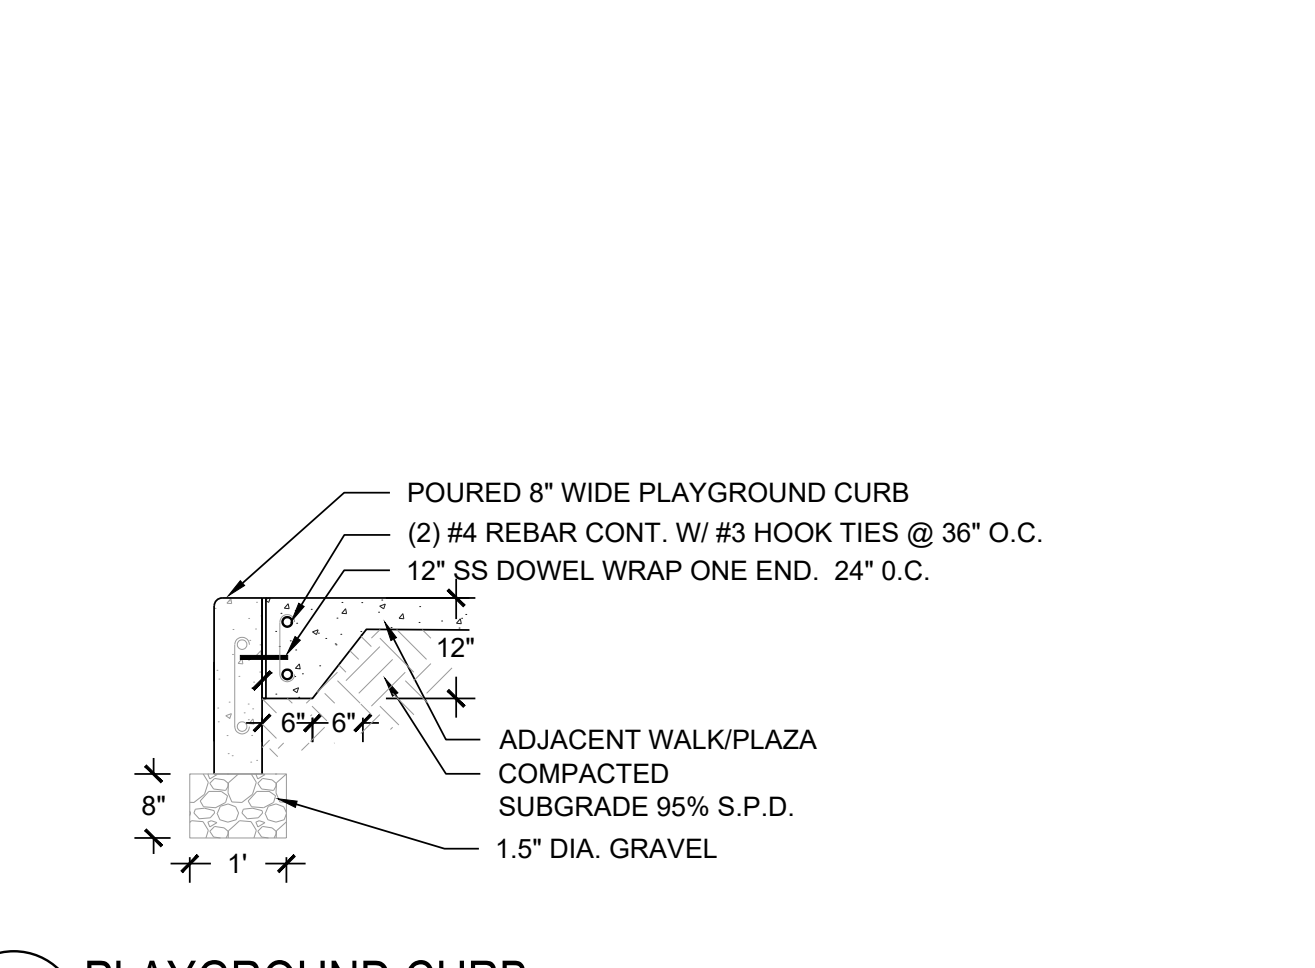 POURED 8" WIDE PLAYGROUND CURB
(2) #4 REBAR CONT. W/ #3 HOOK TIES @ 36" O.C.
12" SS DOWEL WRAP ONE END.  24" 0.C.
12"
6" 6"
ADJACENT WALK/PLAZA
COMPACTED
SUBGRADE 95% S.P.D.
8"
1.5" DIA. GRAVEL
1'
PLAYGROUND CURB